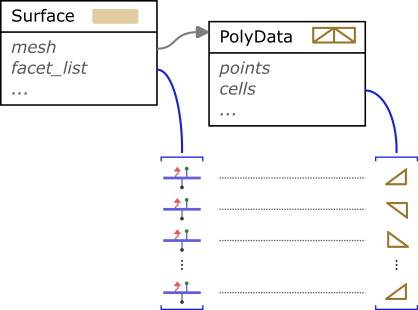 Surface
mesh
facet_list
...
PolyData
points
cells
...